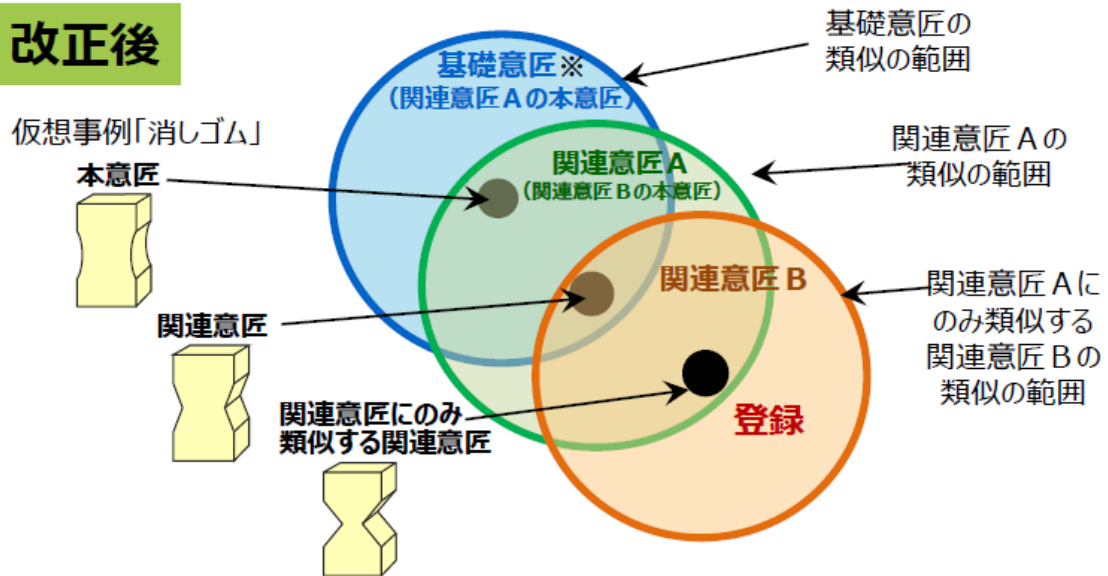 改正後
基礎意匠の
類似の範囲
基礎意匠※
(関連意匠Aの本意匠)
仮想事例「消しゴム」
本意匠
関連意匠Aの
類似の範囲
関連意匠A
(関連意匠Bの本意匠)
関連意匠B
関連意匠Aに
のみ類似する
関連意匠Bの
類似の範囲
関連意匠
関連意匠にのみ
類似する関連意匠
登録